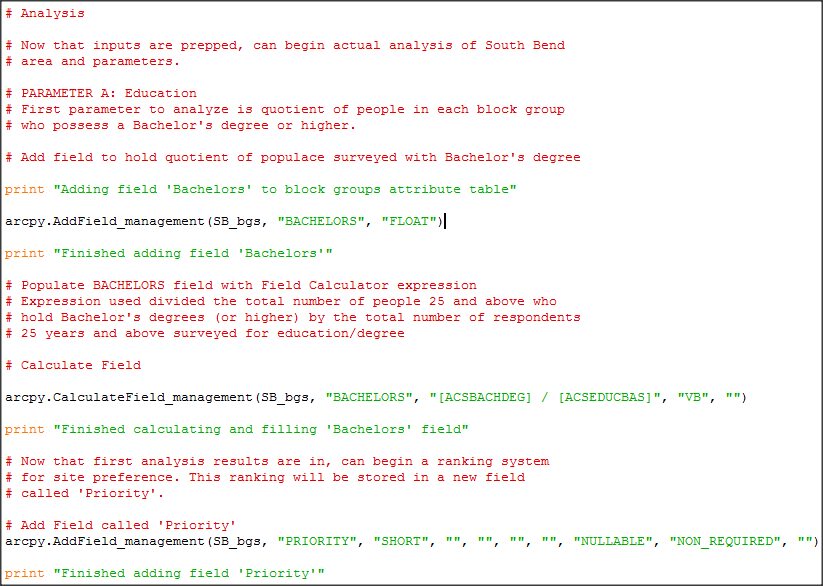 # Analysis
# Now that inputs are prepped, can begin actual analysis of South Bend
# area and parameters.
# PARAMETER A: Education
# First parameter to analyze is quotient of people in each block group
# who possess a Bachelor's degree or higher.
# Add field to hold quotient of populace surveyed with Bachelor's degree
print "Adding field 'Bachelors' to block groups attribute table"
arcpy.AddField_management(SB_bgs, "BACHELORS", "FLOAT")
print "Finished adding field 'Bachelors'"
# Populate BACHELORS field with Field Calculator expression
# Expression used divided the total number of people 25 and above who
# hold Bachelor's degrees (or higher) by the total number of respondents
# 25 years and above surveyed for education/degree
# Calculate Field
arcpy.CalculateField_management(SB_bgs, "BACHELORS", "[ACSBACHDEG] / [ACSEDUCBAS]", "VB", "")
print "Finished calculating and filling 'Bachelors' field"
# Now that first analysis results are in, can begin a ranking system
# for site preference. This ranking will be stored in a new field
# called 'Priority'.
# Add Field called 'Priority'
arcpy.AddField_management(SB_bgs, "PRIORITY", "SHORT", "", "", "", "", "NULLABLE", "NON_REQUIRED", "")
print "Finished adding field 'Priority'"